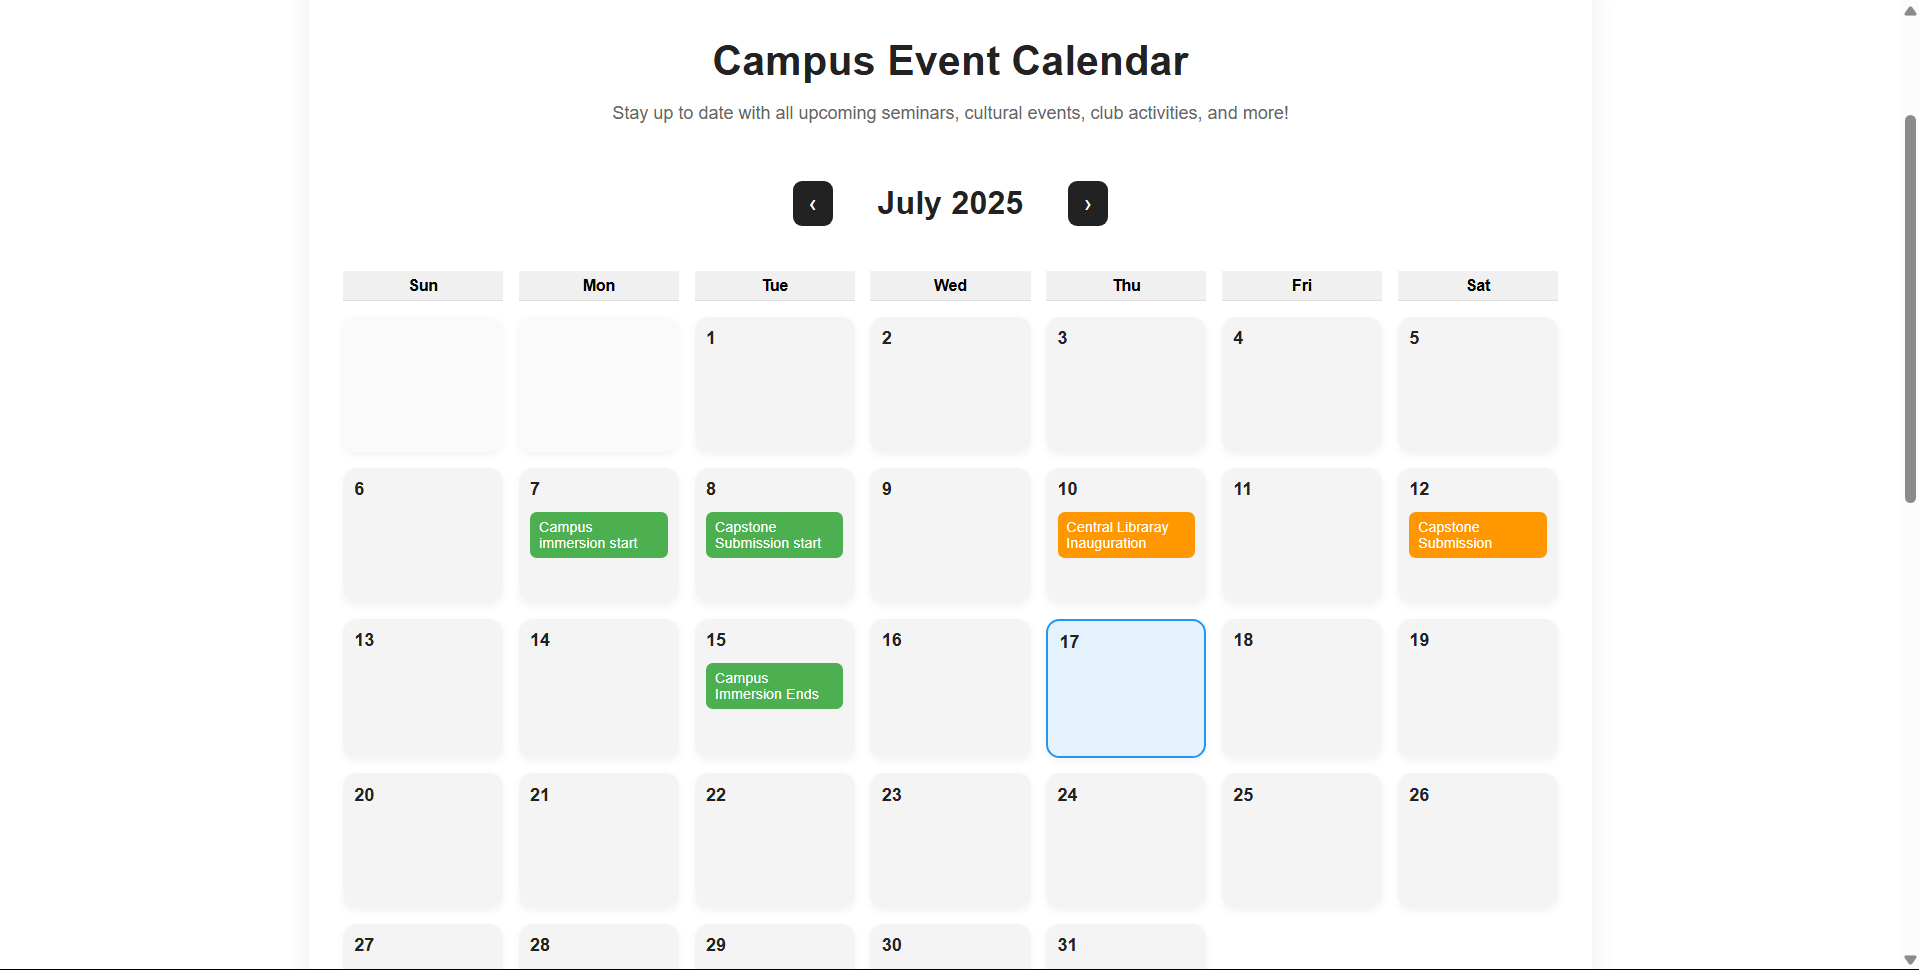 Campus Event Calendar
Stay up to date with all upcoming seminars, cultural events, club activities, and more!
‹ July 2025 ›
Sun Mon Tue Wed Thu Fri Sat
1 2 3 4 5
6 7 8 9 10 11 12
Campus Capstone Central Libraray Capstone
immersion start Submission start Inauguration Submission
13 14 15 16 17 18 19
Campus
Immersion Ends
20 21 22 23 24 25 26
27 28 29 30 31